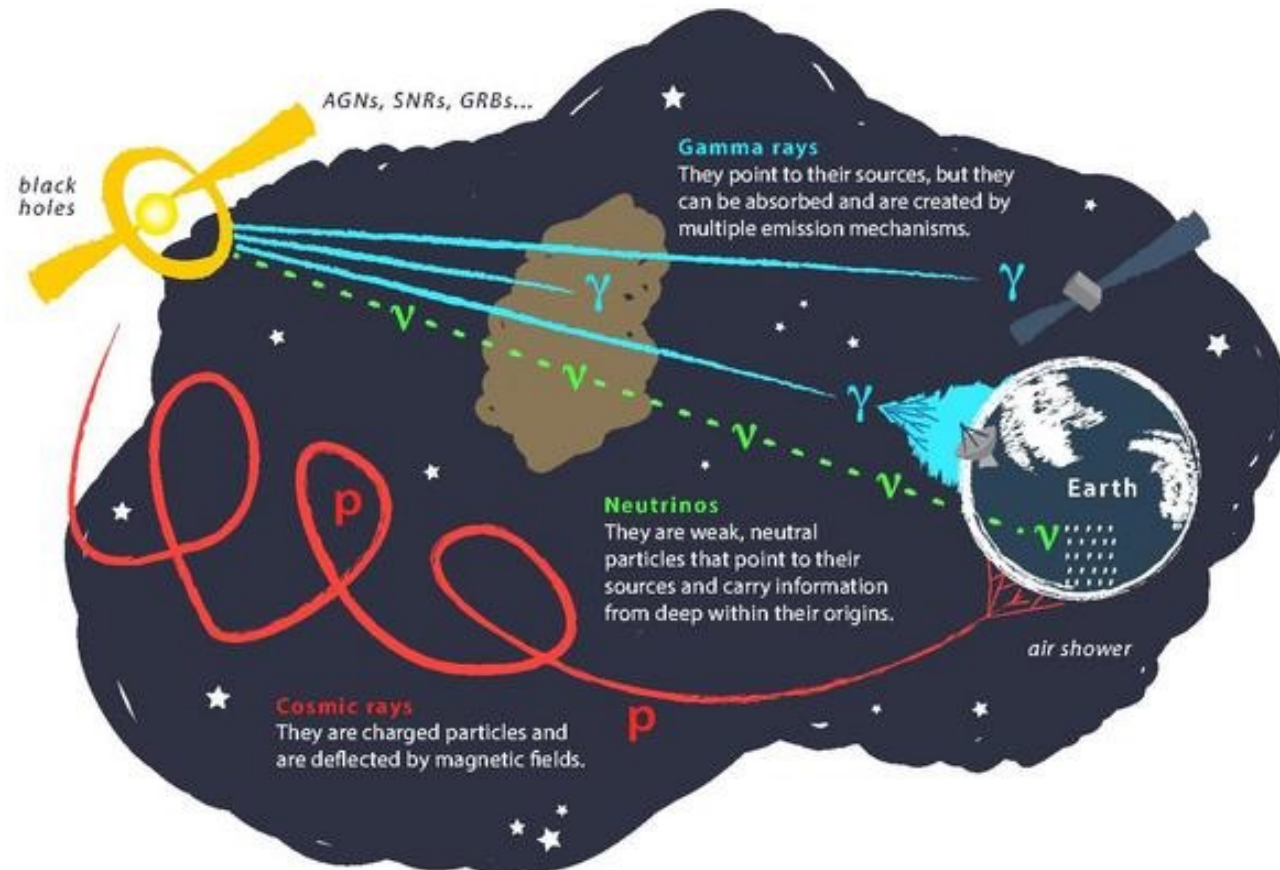 AGNs, SNRs, GRBs...
black
holes
Gamma rays
They point to their sources, but they
can be absorbed and are created by
multiple emission mechanisms.
γ
γ
γ
ν
ν
ν
ν
ν
Earth
Neutrinos
They are weak, neutral
particles that point to their
sources and carry information
from deep within their origins.
air shower
p
p
Cosmic rays
They are charged particles and
are deflected by magnetic fields.